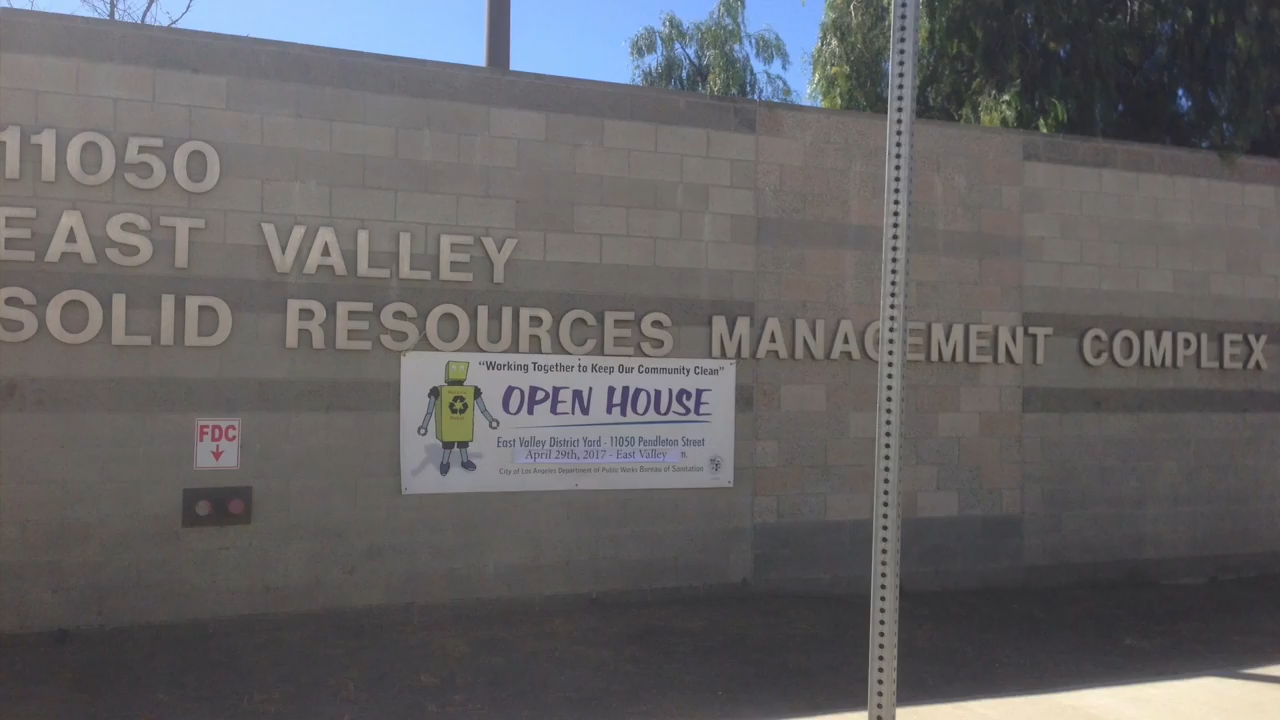 11050
EAST VALLEY
SOLID RESOURCES MANAGEMENT COMPLEX
"Working Together to Keep Our Community Clean"
OPEN HOUSE
East Valley District Yard - 11050 Pendleton Street
April 29th, 2017 - East Valley
City of Los Angeles Department of Public Works Bureau of Sanitation
FDC